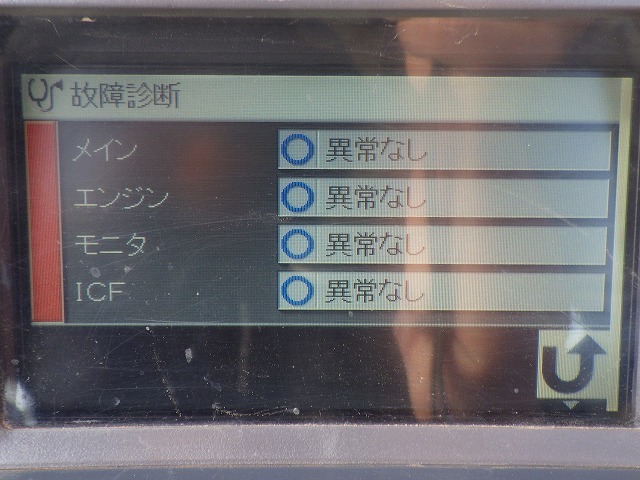 故障診断
メイン 異常なし
エンジン 異常なし
モニタ 異常なし
ICF 異常なし